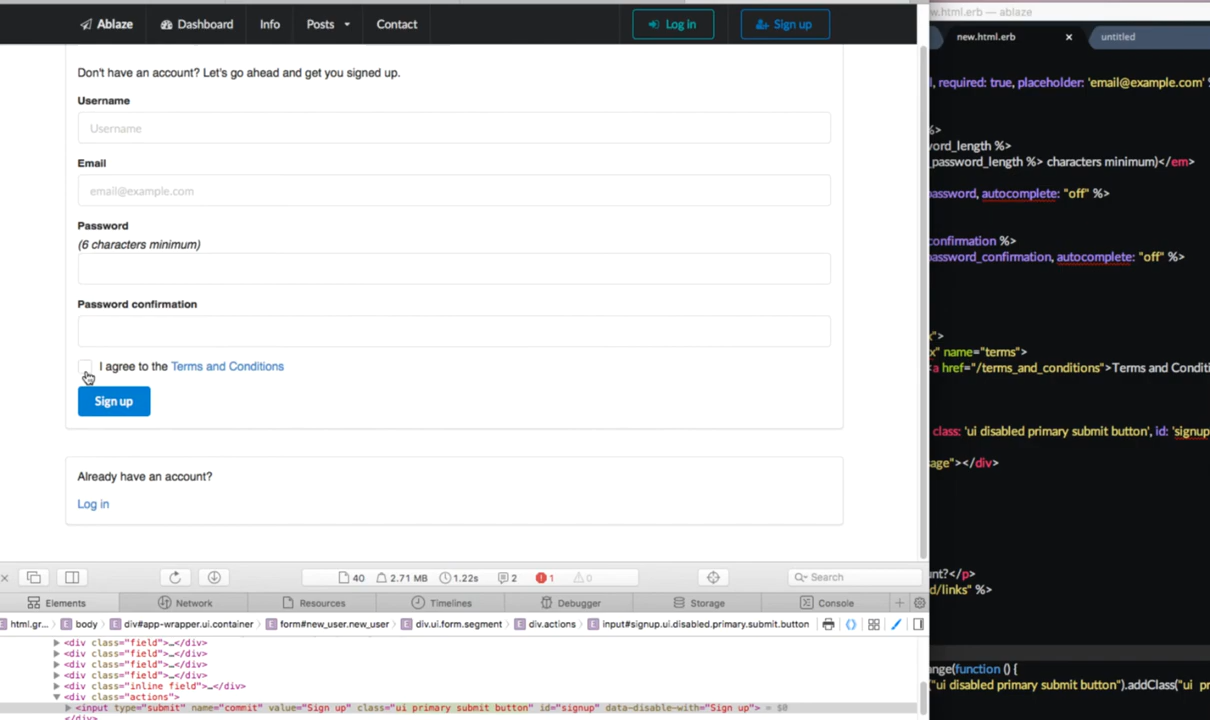 new.html.erb — ablaze
Ablaze Dashboard Info Posts Contact Log in Sign up
new.html.erb × untitled
Don't have an account? Let's go ahead and get you signed up.
Username
Username
Email
email@example.com
Password
(6 characters minimum)
Password confirmation
I agree to the Terms and Conditions
Sign up
Already have an account?
Log in
, required: true, placeholder: 'email@example.com'
%>
word_length %>
_password_length %> characters minimum)</em>
password, autocomplete: "off" %>
confirmation %>
password_confirmation, autocomplete: "off" %>
x">
x" name="terms">
<a href="/terms_and_conditions">Terms and Conditi
class: 'ui disabled primary submit button', id: 'signup
age"></div>
unt?</p>
d/links" %>
ange(function () {
("ui disabled primary submit button").addClass("ui pr
40 2.71 MB 1.22s 2 1 0 Search
Elements Network Resources Timelines Debugger Storage Console
html.gr... body div#app-wrapper.ui.container form#new_user.new_user div.ui.form.segment div.actions input#signup.ui.disabled.primary.submit.button
<div class="field">…</div>
<div class="field">…</div>
<div class="field">…</div>
<div class="field">…</div>
<div class="inline field">…</div>
<div class="actions">
<input type="submit" name="commit" value="Sign up" class="ui primary submit button" id="signup" data-disable-with="Sign up"> = $0
</div>